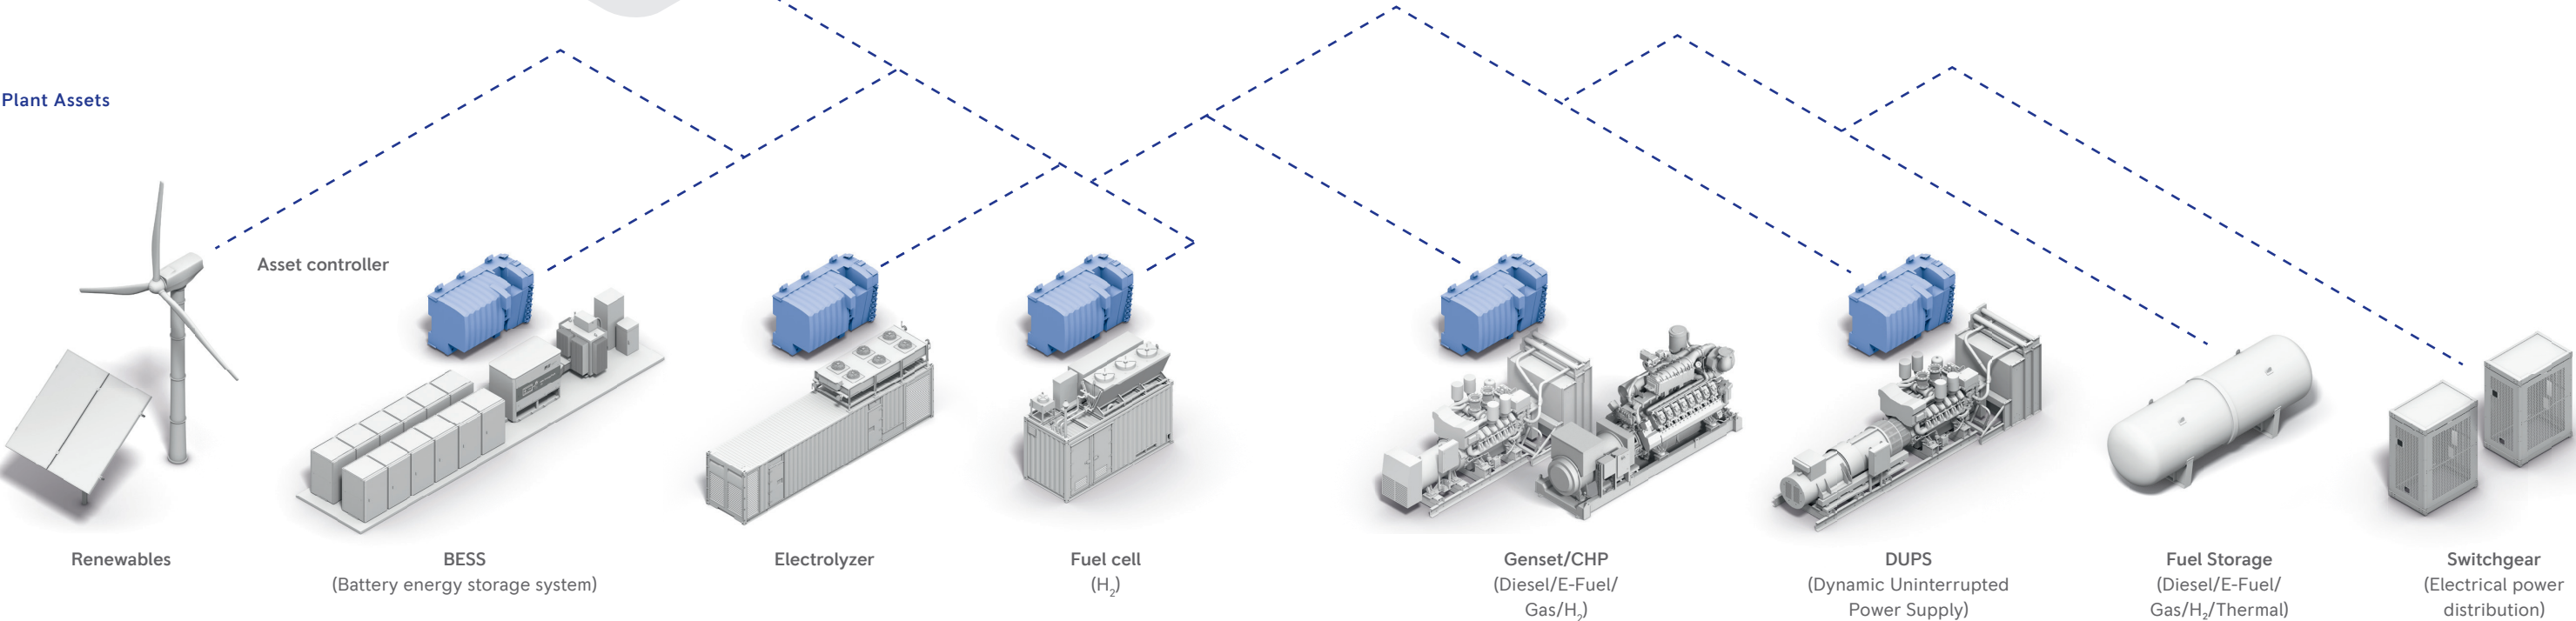 Plant Assets
Asset controller
Renewables
BESS
(Battery energy storage system)
Electrolyzer
Fuel cell
(H₂)
Genset/CHP
(Diesel/E-Fuel/
Gas/H₂)
DUPS
(Dynamic Uninterrupted
Power Supply)
Fuel Storage
(Diesel/E-Fuel/
Gas/H₂/Thermal)
Switchgear
(Electrical power
distribution)